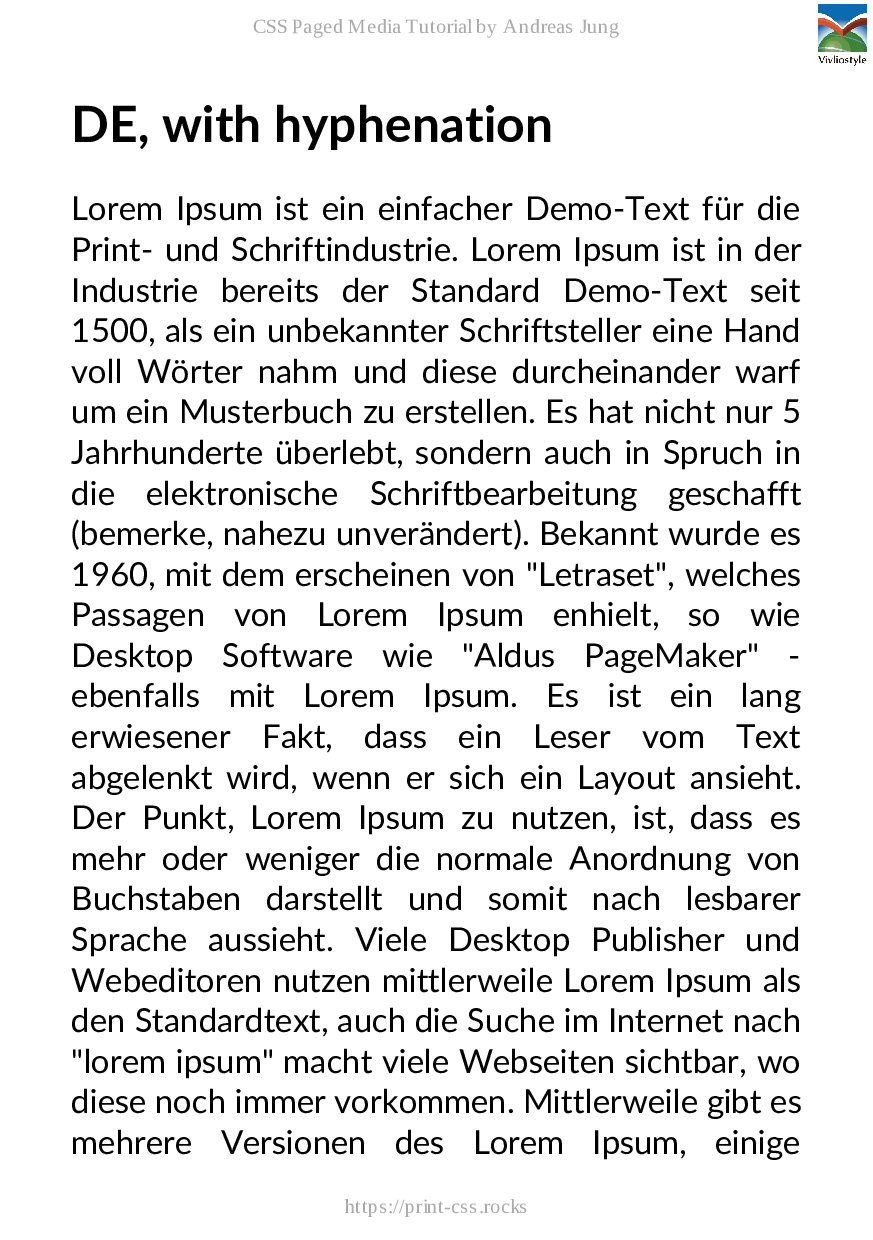 CSS Paged Media Tutorial by Andreas Jung
Vivliostyle
DE, with hyphenation
Lorem Ipsum ist ein einfacher Demo-Text für die
Print- und Schriftindustrie. Lorem Ipsum ist in der
Industrie bereits der Standard Demo-Text seit
1500, als ein unbekannter Schriftsteller eine Hand
voll Wörter nahm und diese durcheinander warf
um ein Musterbuch zu erstellen. Es hat nicht nur 5
Jahrhunderte überlebt, sondern auch in Spruch in
die elektronische Schriftbearbeitung geschafft
(bemerke, nahezu unverändert). Bekannt wurde es
1960, mit dem erscheinen von "Letraset", welches
Passagen von Lorem Ipsum enhielt, so wie
Desktop Software wie "Aldus PageMaker" -
ebenfalls mit Lorem Ipsum. Es ist ein lang
erwiesener Fakt, dass ein Leser vom Text
abgelenkt wird, wenn er sich ein Layout ansieht.
Der Punkt, Lorem Ipsum zu nutzen, ist, dass es
mehr oder weniger die normale Anordnung von
Buchstaben darstellt und somit nach lesbarer
Sprache aussieht. Viele Desktop Publisher und
Webeditoren nutzen mittlerweile Lorem Ipsum als
den Standardtext, auch die Suche im Internet nach
"lorem ipsum" macht viele Webseiten sichtbar, wo
diese noch immer vorkommen. Mittlerweile gibt es
mehrere Versionen des Lorem Ipsum, einige
https://print-css.rocks